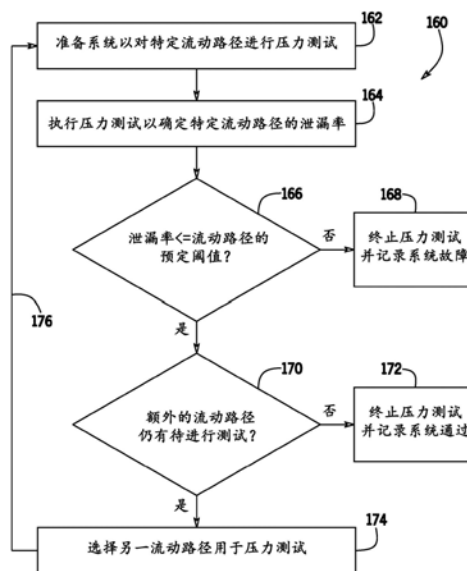 准备系统以对特定流动路径进行压力测试
162
160
执行压力测试以确定特定流动路径的泄漏率
164
166
泄漏率<=流动路径的
预定阈值?
否
168
终止压力测试
并记录系统故障
176
是
170
额外的流动路径
仍有待进行测试?
否
172
终止压力测试
并记录系统通过
是
174
选择另一流动路径用于压力测试